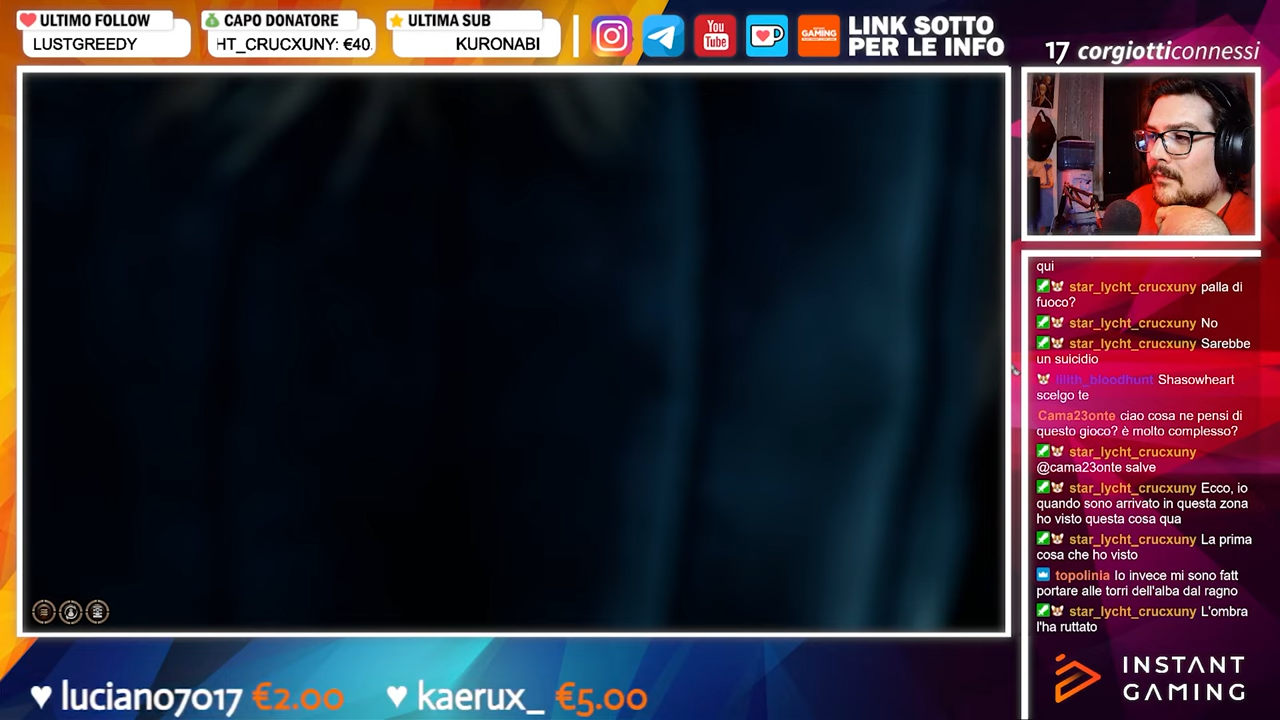 ULTIMO FOLLOW
LUSTGREEDY
CAPO DONATORE
HT_CRUCXUNY: €40
ULTIMA SUB
KURONABI
You
Tube
GAMING
LINK SOTTO
PER LE INFO
17 corgiotticonnessi
qui
star_lycht_crucxuny palla di
fuoco?
star_lycht_crucxuny No
star_lycht_crucxuny Sarebbe
un suicidio
lilith_bloodhunt Shasowheart
scelgo te
Cama23onte ciao cosa ne pensi di
questo gioco? è molto complesso?
star_lycht_crucxuny
@cama23onte salve
star_lycht_crucxuny Ecco, io
quando sono arrivato in questa zona
ho visto questa cosa qua
star_lycht_crucxuny La prima
cosa che ho visto
topolinia Io invece mi sono fatt
portare alle torri dell'alba dal ragno
star_lycht_crucxuny L'ombra
l'ha ruttato
INSTANT
GAMING
luciano7017 €2.00
kaerux_ €5.00